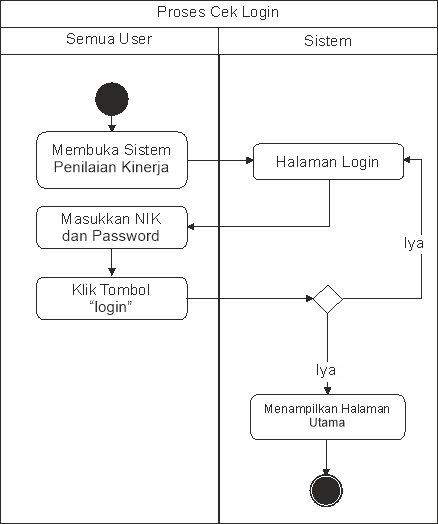 Proses Cek Login
Semua User
Sistem
Membuka Sistem
Penilaian Kinerja
Halaman Login
Masukkan NIK
dan Password
Iya
Klik Tombol
“login”
Iya
Menampilkan Halaman
Utama